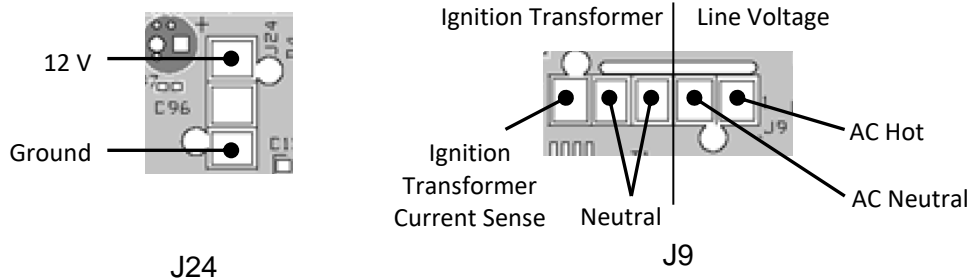 12 V
Ground
+
J24
C96
J24
Ignition Transformer
Line Voltage
J9
Ignition
Transformer
Current Sense
Neutral
AC Hot
AC Neutral
J9